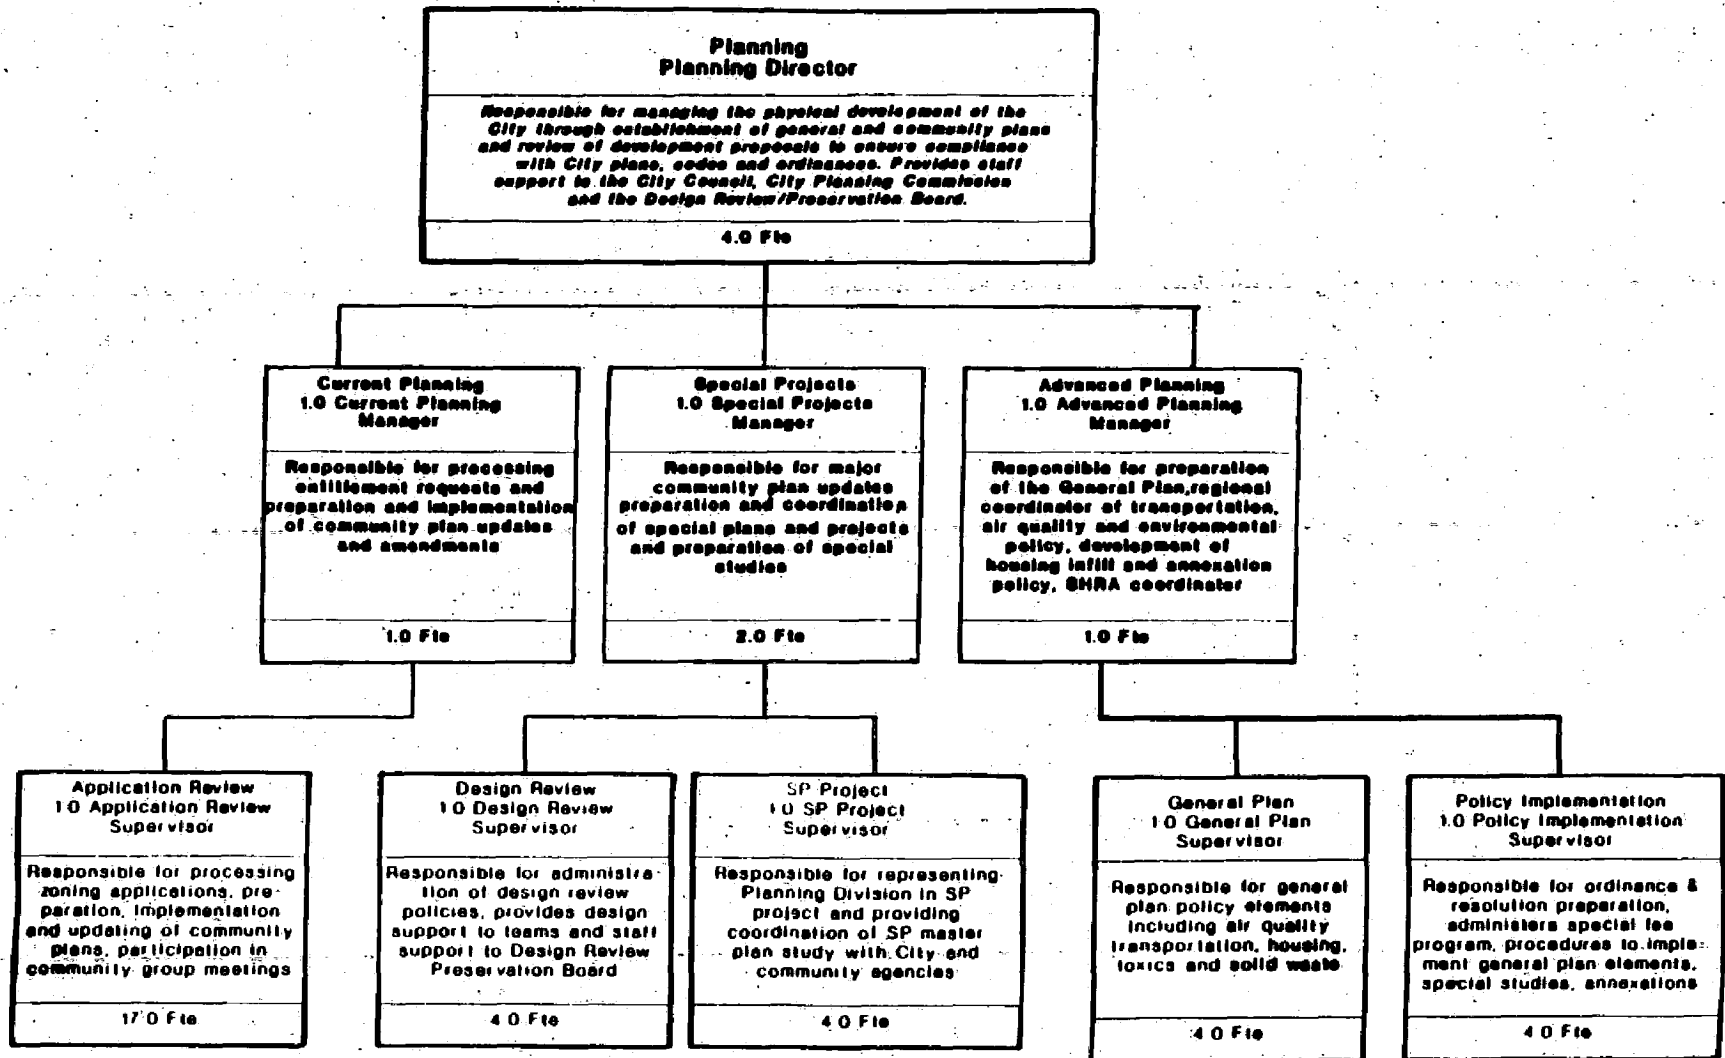 Planning
Planning Director
Responsible for managing the physical development of the
City through establishment of general and community plans
and review of development proposals to ensure compliance
with City plans, codes and ordinances. Provides staff
support to the City Council, City Planning Commission
and the Design Review/Preservation Board.
4.0 Fte
Current Planning
1.0 Current Planning
Manager
Responsible for processing
entitlement requests and
preparation and implementation
of community plan updates
and amendments
1.0 Fte
Special Projects
1.0 Special Projects
Manager
Responsible for major
community plan updates
preparation and coordination
of special plans and projects
and preparation of special
studies
2.0 Fte
Advanced Planning
1.0 Advanced Planning
Manager
Responsible for preparation
of the General Plan,regional
coordinator of transportation,
air quality and environmental
policy, development of
housing infill and annexation
policy, SHRA coordinator
1.0 Fte
Application Review
1.0 Application Review
Supervisor
Responsible for processing
zoning applications, pre-
paration, implementation
and updating of community
plans, participation in
community group meetings
17.0 Fte
Design Review
1.0 Design Review
Supervisor
Responsible for administra-
tion of design review
policies, provides design
support to teams and staff
support to Design Review
Preservation Board
4.0 Fte
SP Project
1.0 SP Project
Supervisor
Responsible for representing
Planning Division in SP
project and providing
coordination of SP master
plan study with City and
community agencies
4.0 Fte
General Plan
1.0 General Plan
Supervisor
Responsible for general
plan policy elements
including air quality
transportation, housing,
toxics and solid waste
4.0 Fte
Policy Implementation
1.0 Policy Implementation
Supervisor
Responsible for ordinance &
resolution preparation,
administers special fee
program, procedures to imple-
ment general plan elements,
special studies, annexations
4.0 Fte